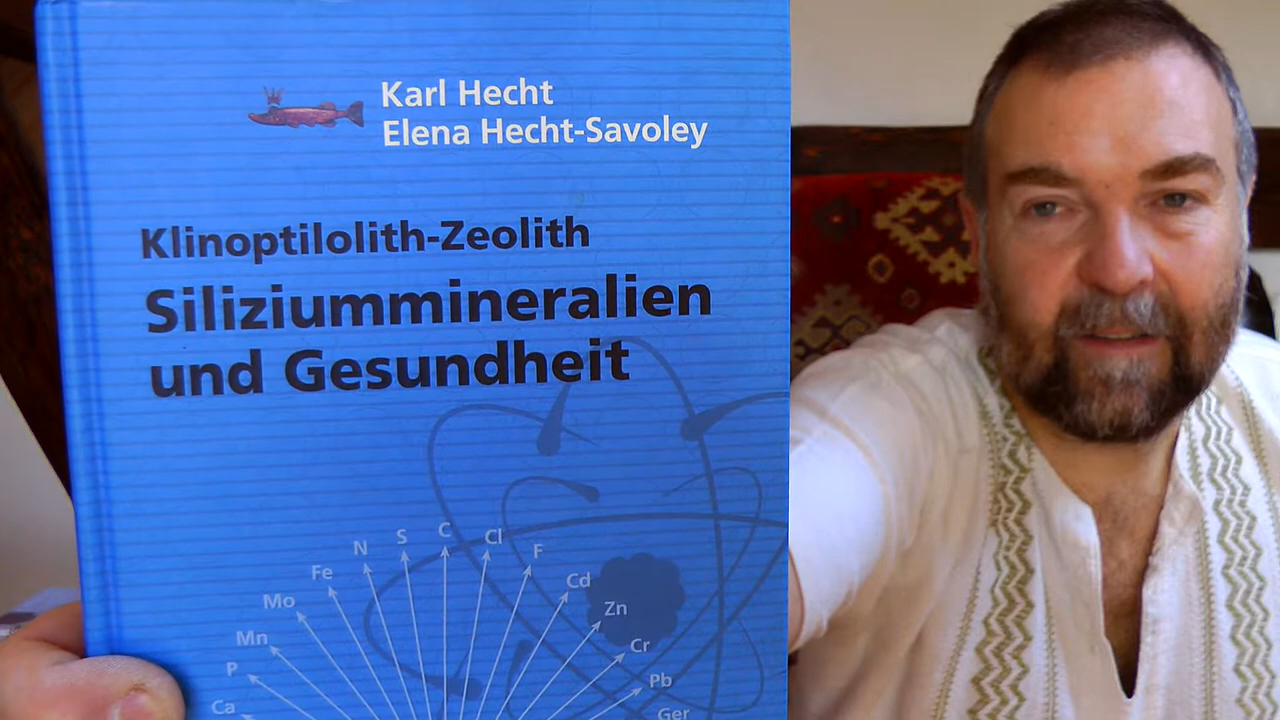 Karl Hecht
Elena Hecht-Savoley
Klinoptilolith-Zeolith
Siliziummineralien
und Gesundheit
C
S
Cl
N
F
Fe
Cd
Mo
Zn
Mn
Cr
P
Pb
Ca
Ger